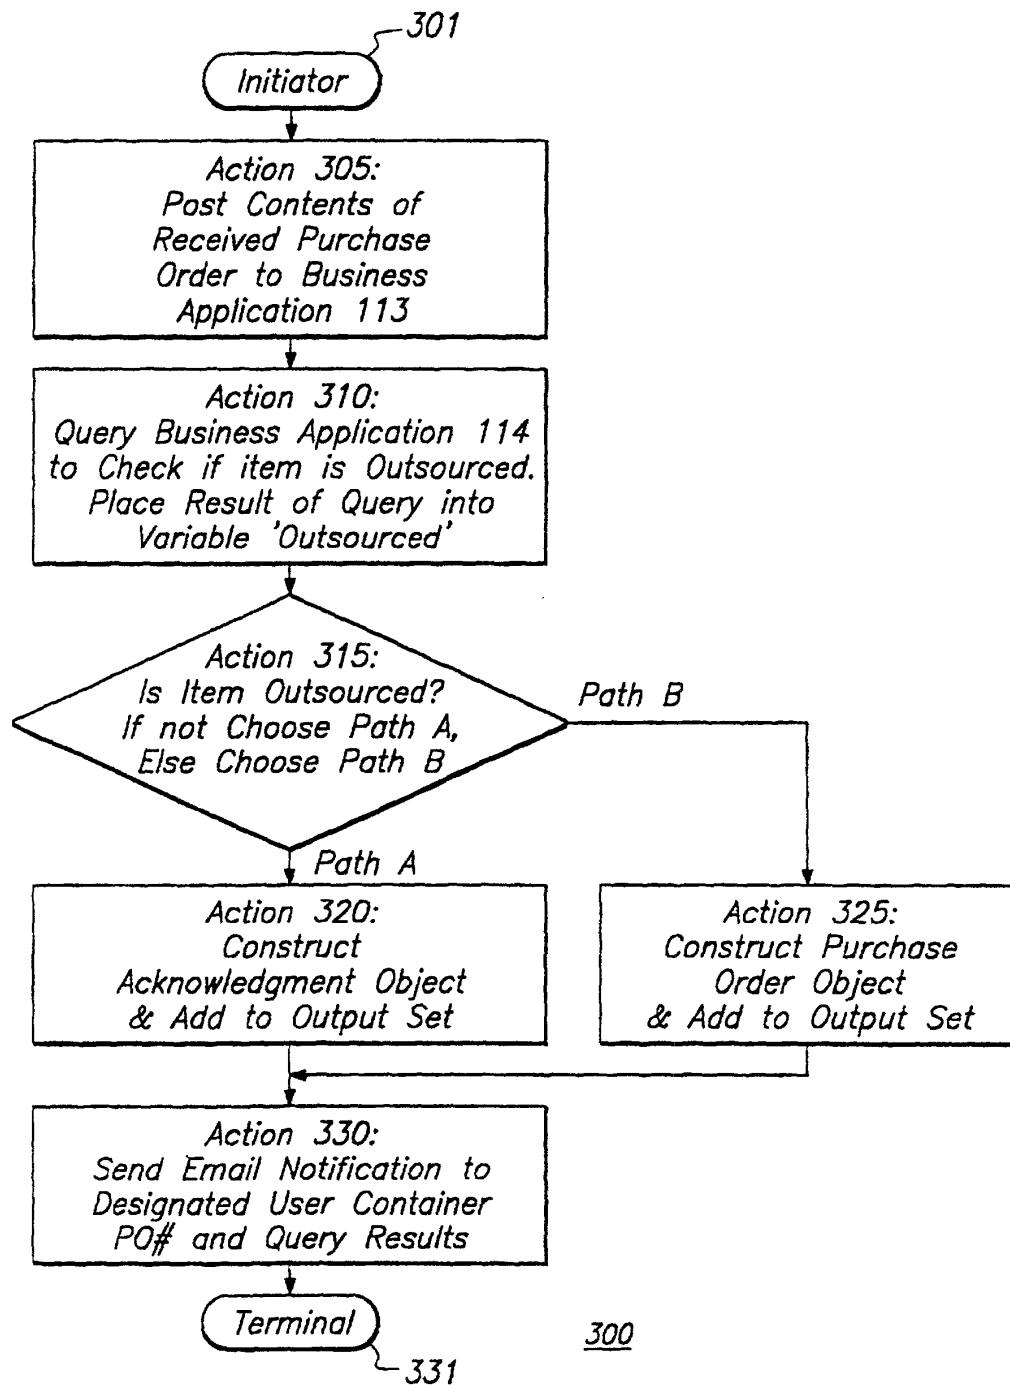 301
Initiator
Action 305:
Post Contents of
Received Purchase
Order to Business
Application 113
Action 310:
Query Business Application 114
to Check if item is Outsourced.
Place Result of Query into
Variable 'Outsourced'
Action 315:
Is Item Outsourced?
If not Choose Path A,
Else Choose Path B
Path B
Path A
Action 320:
Construct
Acknowledgment Object
& Add to Output Set
Action 325:
Construct Purchase
Order Object
& Add to Output Set
Action 330:
Send Email Notification to
Designated User Container
PO# and Query Results
Terminal
331
300